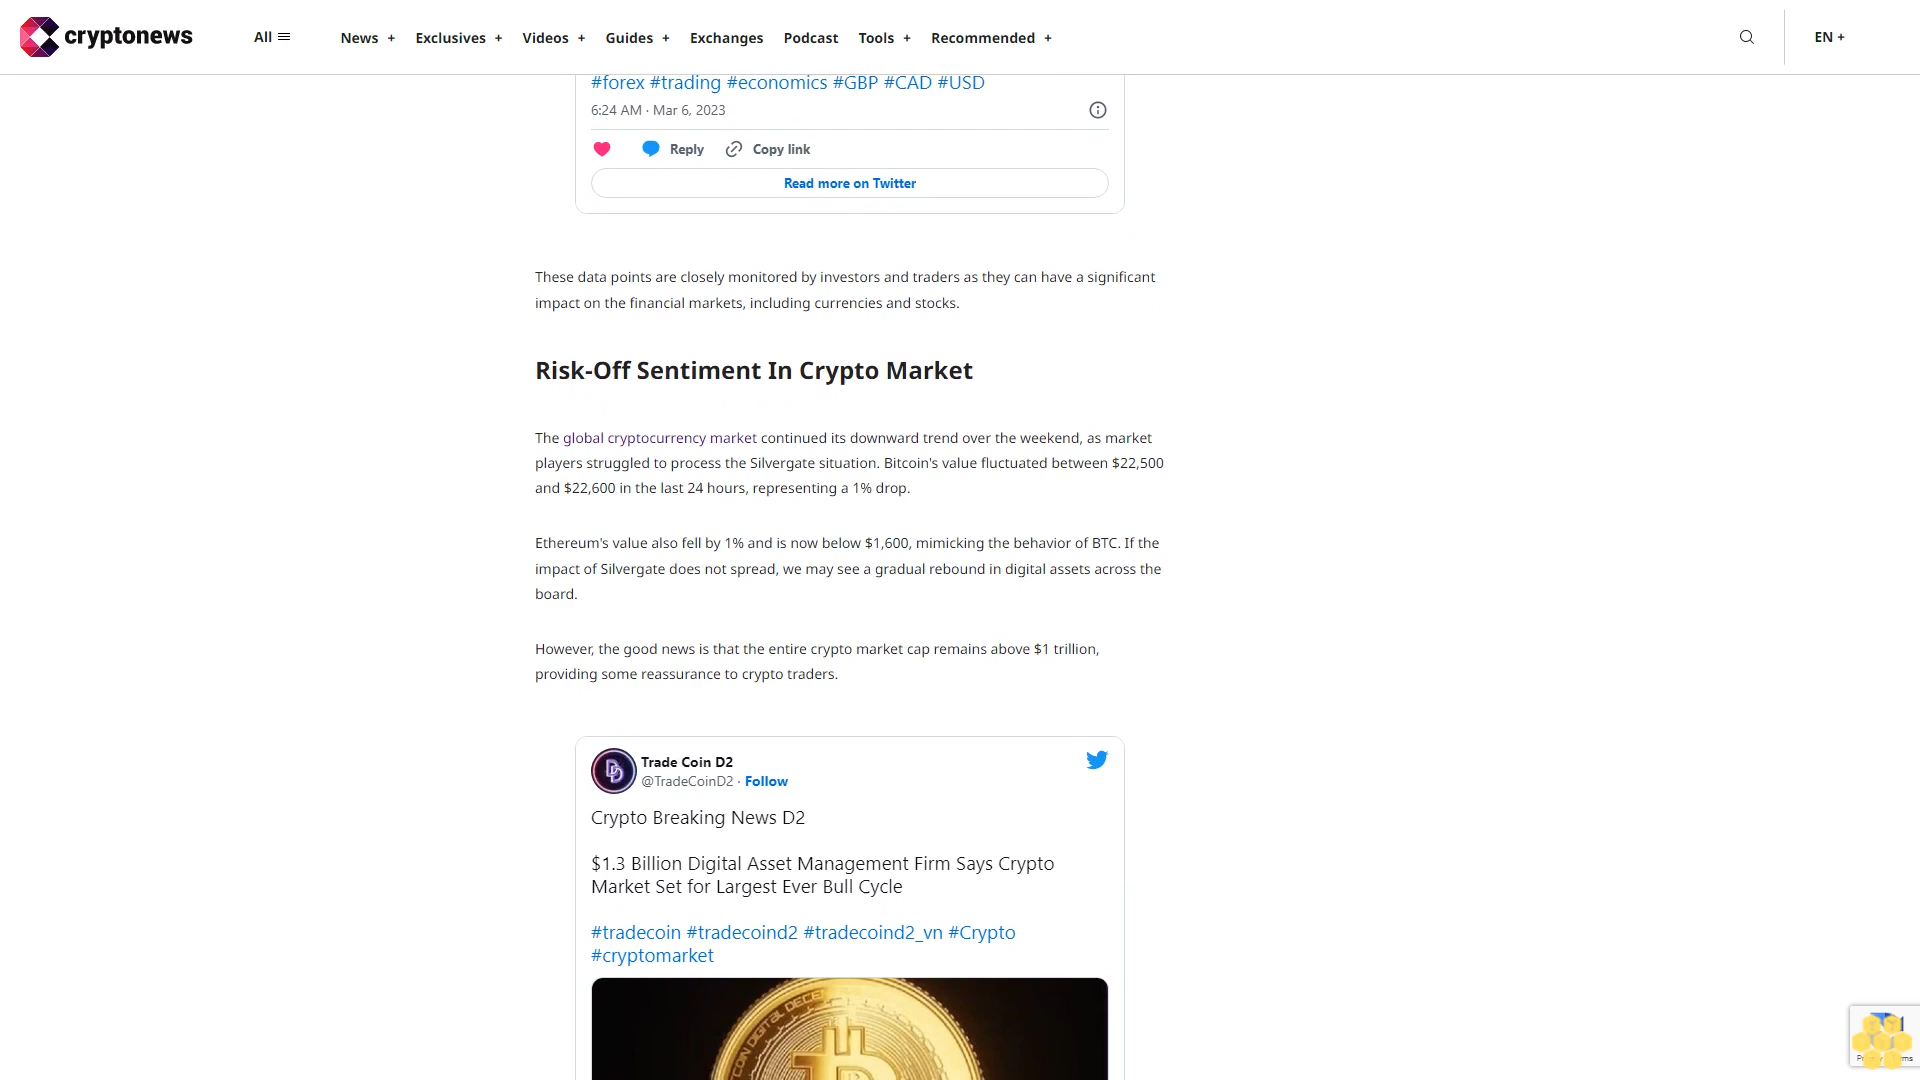 cryptonews
All
News +
Exclusives +
Videos +
Guides +
Exchanges
Podcast
Tools +
Recommended +
EN +
#forex #trading #economics #GBP #CAD #USD
6:24 AM · Mar 6, 2023
Reply
Copy link
Read more on Twitter
These data points are closely monitored by investors and traders as they can have a significant
impact on the financial markets, including currencies and stocks.
Risk-Off Sentiment In Crypto Market
The global cryptocurrency market continued its downward trend over the weekend, as market
players struggled to process the Silvergate situation. Bitcoin's value fluctuated between $22,500
and $22,600 in the last 24 hours, representing a 1% drop.
Ethereum's value also fell by 1% and is now below $1,600, mimicking the behavior of BTC. If the
impact of Silvergate does not spread, we may see a gradual rebound in digital assets across the
board.
However, the good news is that the entire crypto market cap remains above $1 trillion,
providing some reassurance to crypto traders.
Trade Coin D2
@TradeCoinD2 · Follow
Crypto Breaking News D2
$1.3 Billion Digital Asset Management Firm Says Crypto
Market Set for Largest Ever Bull Cycle
#tradecoin #tradecoind2 #tradecoind2_vn #Crypto
#cryptomarket